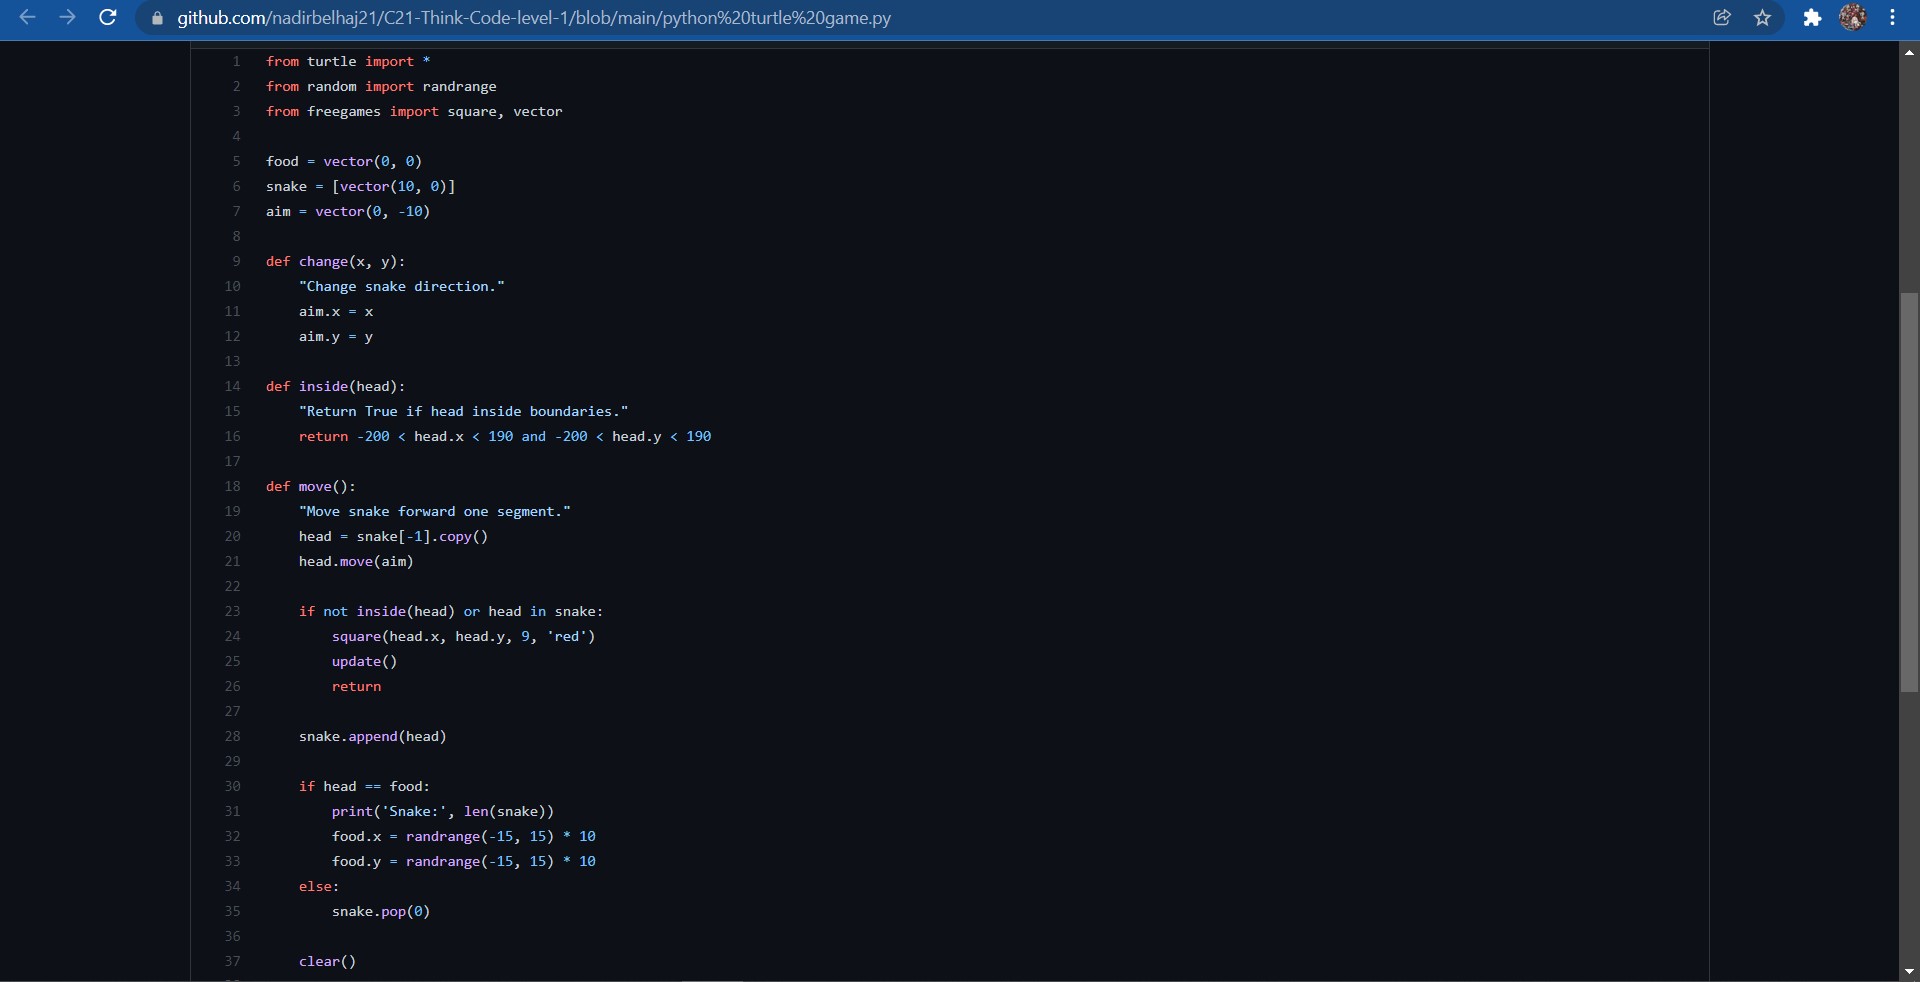 github.com/nadirbelhaj21/C21-Think-Code-level-1/blob/main/python%20turtle%20game.py
1 from turtle import *
2 from random import randrange
3 from freegames import square, vector
4
5 food = vector(0, 0)
6 snake = [vector(10, 0)]
7 aim = vector(0, -10)
8
9 def change(x, y):
10     "Change snake direction."
11     aim.x = x
12     aim.y = y
13
14 def inside(head):
15     "Return True if head inside boundaries."
16     return -200 < head.x < 190 and -200 < head.y < 190
17
18 def move():
19     "Move snake forward one segment."
20     head = snake[-1].copy()
21     head.move(aim)
22
23     if not inside(head) or head in snake:
24         square(head.x, head.y, 9, 'red')
25         update()
26         return
27
28     snake.append(head)
29
30     if head == food:
31         print('Snake:', len(snake))
32         food.x = randrange(-15, 15) * 10
33         food.y = randrange(-15, 15) * 10
34     else:
35         snake.pop(0)
36
37     clear()